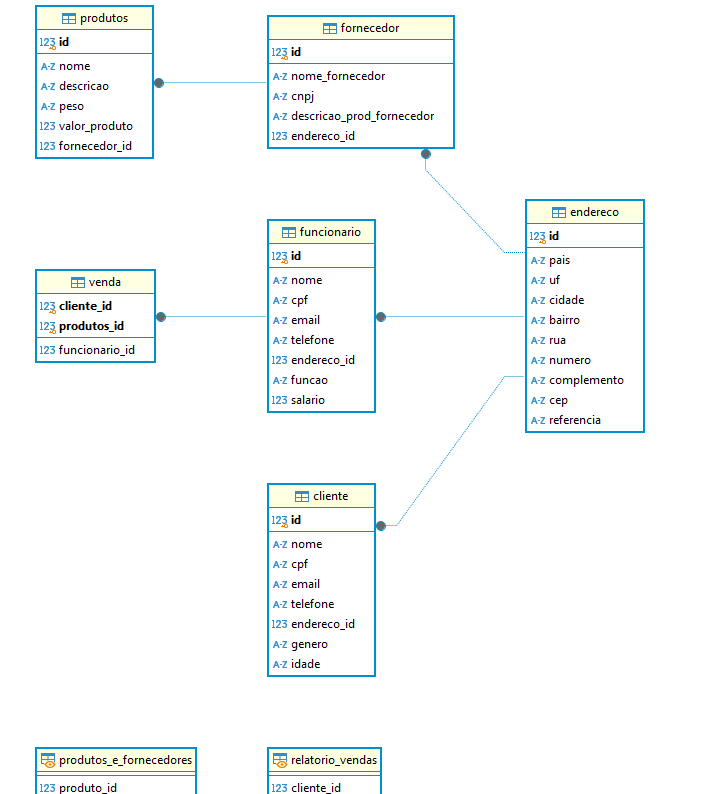 produtos
123 id
A-Z nome
A-Z descricao
A-Z peso
123 valor_produto
123 fornecedor_id
fornecedor
123 id
A-Z nome_fornecedor
A-Z cnpj
A-Z descricao_prod_fornecedor
123 endereco_id
endereco
123 id
A-Z pais
A-Z uf
A-Z cidade
A-Z bairro
A-Z rua
A-Z numero
A-Z complemento
A-Z cep
A-Z referencia
funcionario
123 id
A-Z nome
A-Z cpf
A-Z email
A-Z telefone
123 endereco_id
A-Z funcao
123 salario
venda
123 cliente_id
123 produtos_id
123 funcionario_id
cliente
123 id
A-Z nome
A-Z cpf
A-Z email
A-Z telefone
123 endereco_id
A-Z genero
A-Z idade
produtos_e_fornecedores
123 produto_id
relatorio_vendas
123 cliente_id